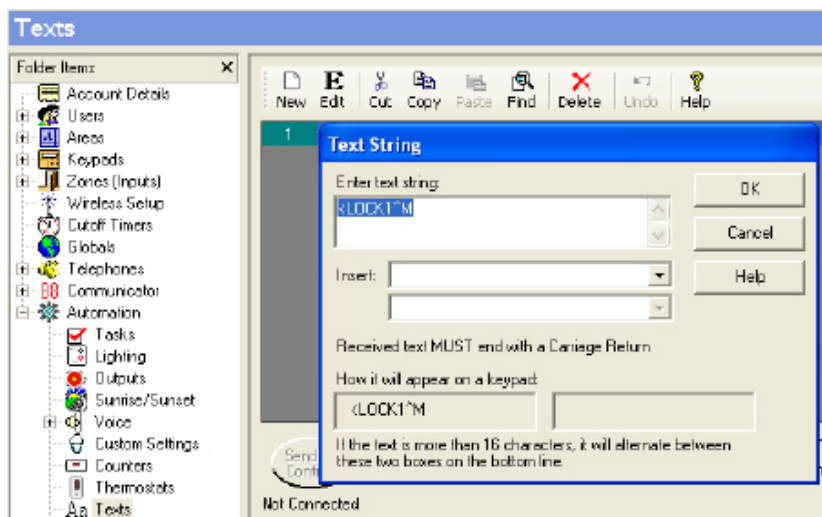 Texts
Folder Items
Account Details
Users
Areas
Keypads
Zones (Inputs)
Wireless Setup
Cutoff Timers
Globals
Telephones
88 Communicator
Automation
Tasks
Lighting
Outputs
Sunrise/Sunset
Voice
Custom Settings
Counters
Thermostats
Aa Texts
New Edit Cut Copy Paste Find Delete Undo Help
1
Text String
Enter text string:
<LOCK1^M
OK
Cancel
Insert:
Help
Received text MUST end with a Carriage Return
How it will appear on a keypad:
<LOCK1^M
If the text is more than 16 characters, it will alternate between
these two boxes on the bottom line.
Send
Not Connected